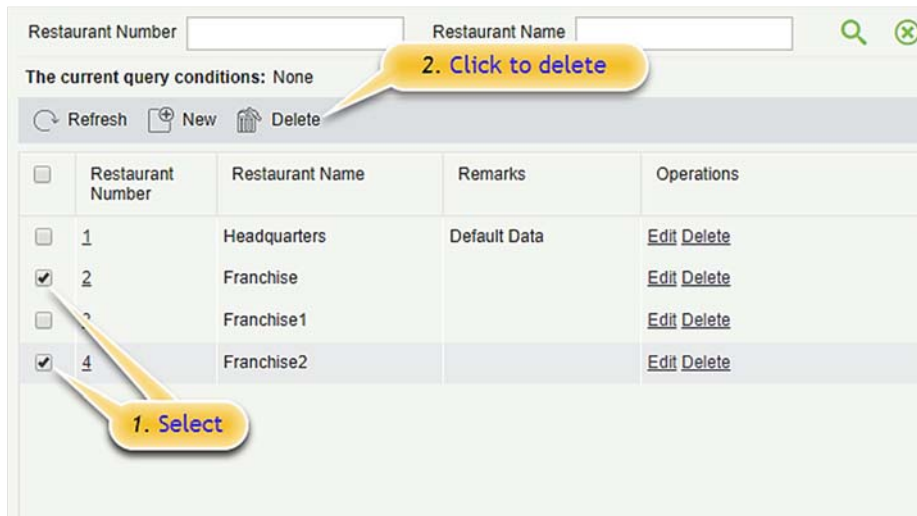 Restaurant Number Restaurant Name
The current query conditions: None
2. Click to delete
Refresh New Delete
Restaurant Number Restaurant Name Remarks Operations
1 Headquarters Default Data Edit Delete
2 Franchise Edit Delete
Franchise1 Edit Delete
4 Franchise2 Edit Delete
1. Select